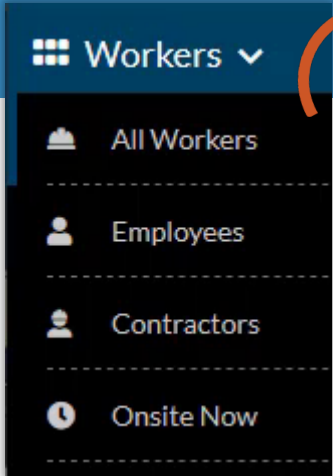 Workers
All Workers
Employees
Contractors
Onsite Now